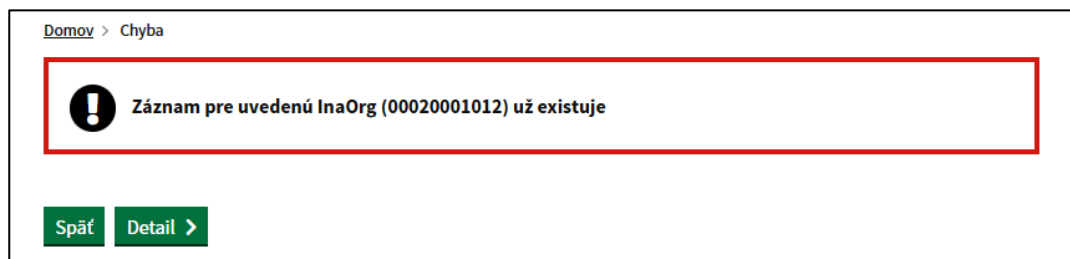 Domov > Chyba
Záznam pre uvedenú InaOrg (00020001012) už existuje
Späť Detail >